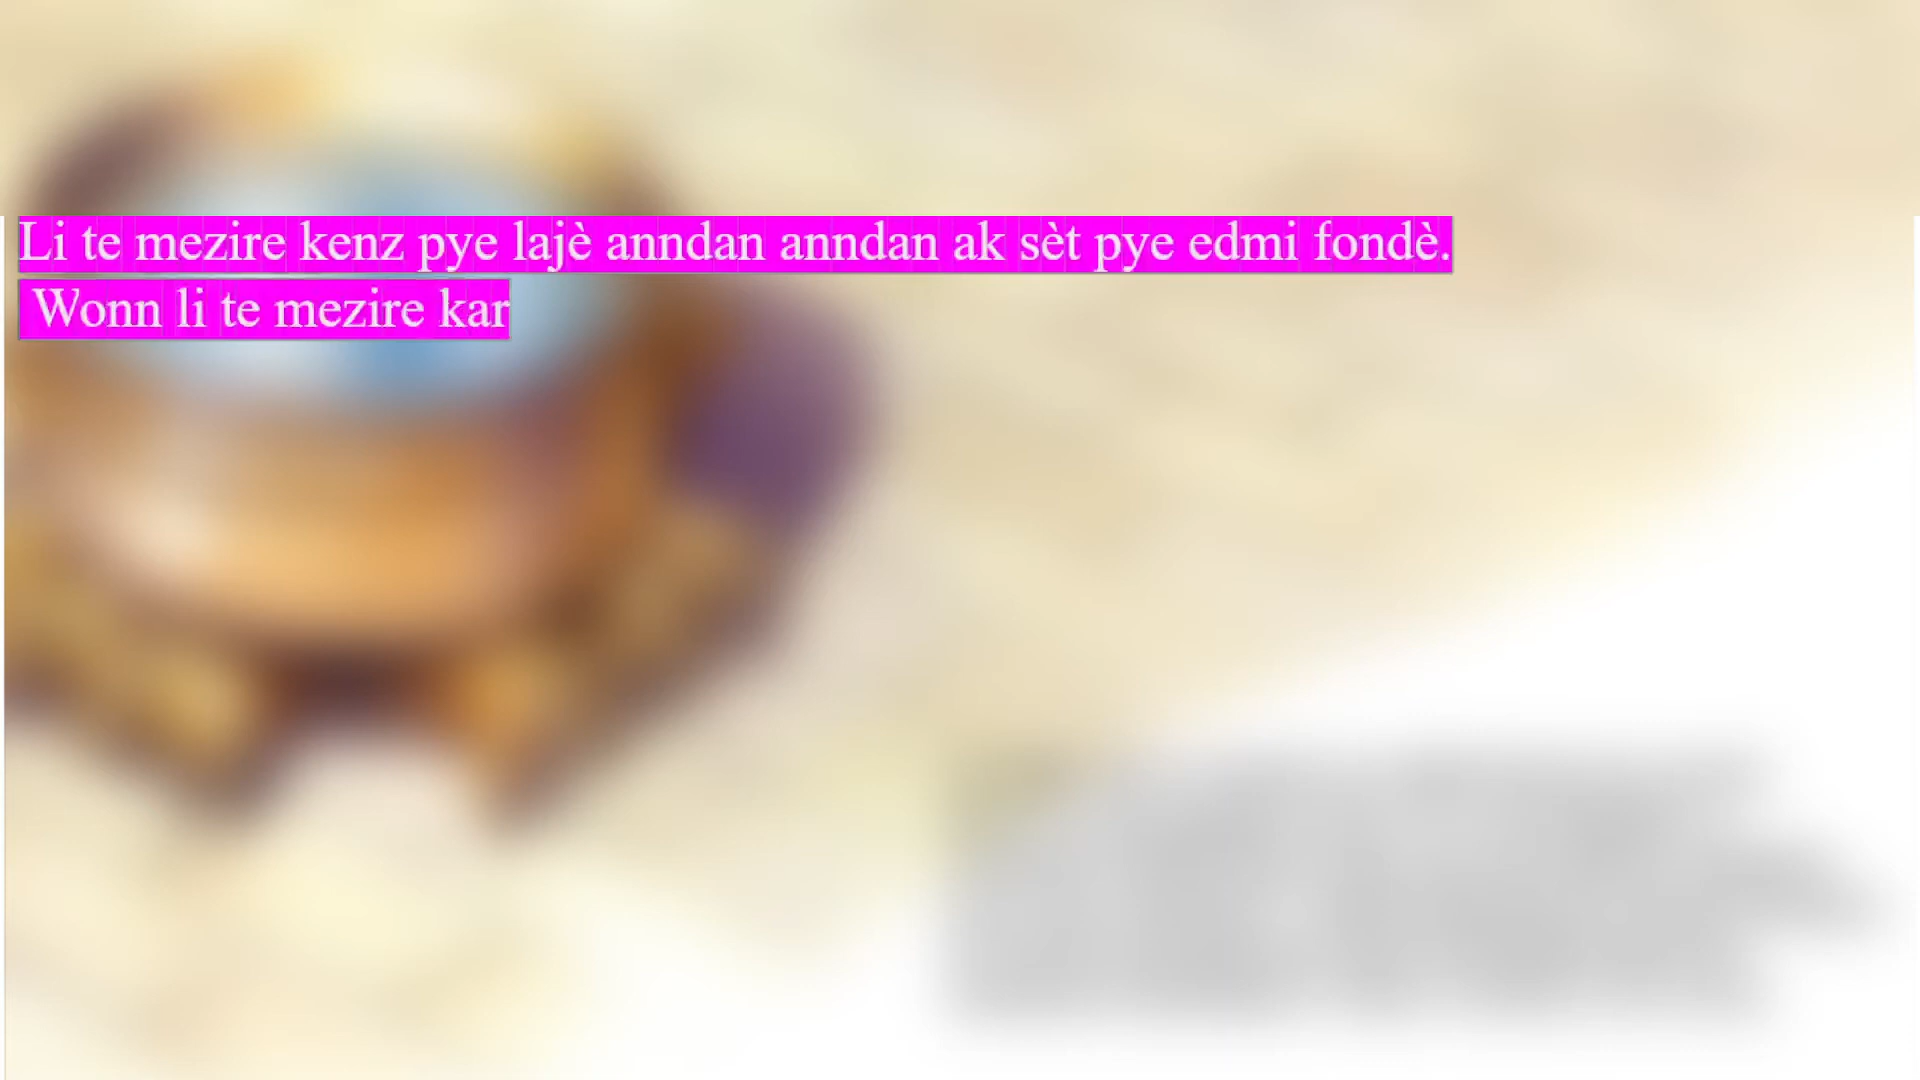 Li te mezire kenz pye lajè anndan anndan ak sèt pye edmi fondè.
Wonn li te mezire kar